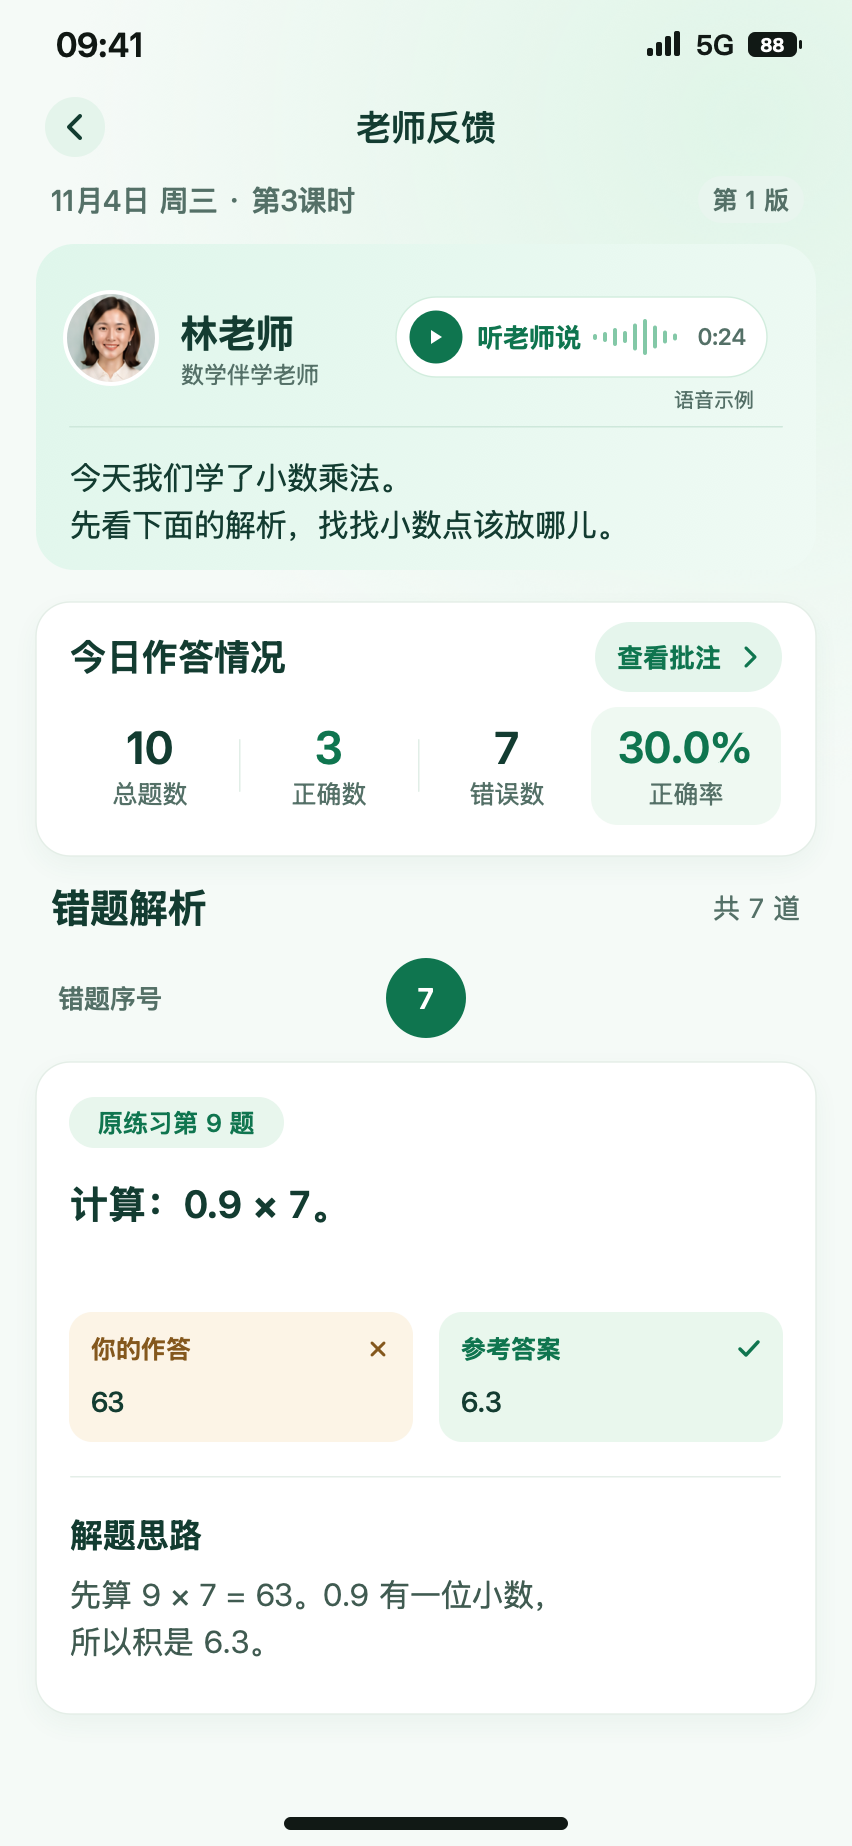 09:41
5G 88
老师反馈
11月4日 周三 · 第3课时
第 1 版
林老师
数学伴学老师
听老师说 0:24
语音示例
今天我们学了小数乘法。
先看下面的解析，找找小数点该放哪儿。
今日作答情况
查看批注
10
总题数
3
正确数
7
错误数
30.0%
正确率
错题解析
共 7 道
错题序号
7
原练习第 9 题
计算：0.9 × 7。
你的作答
63
参考答案
6.3
解题思路
先算 9 × 7 = 63。0.9 有一位小数，
所以积是 6.3。